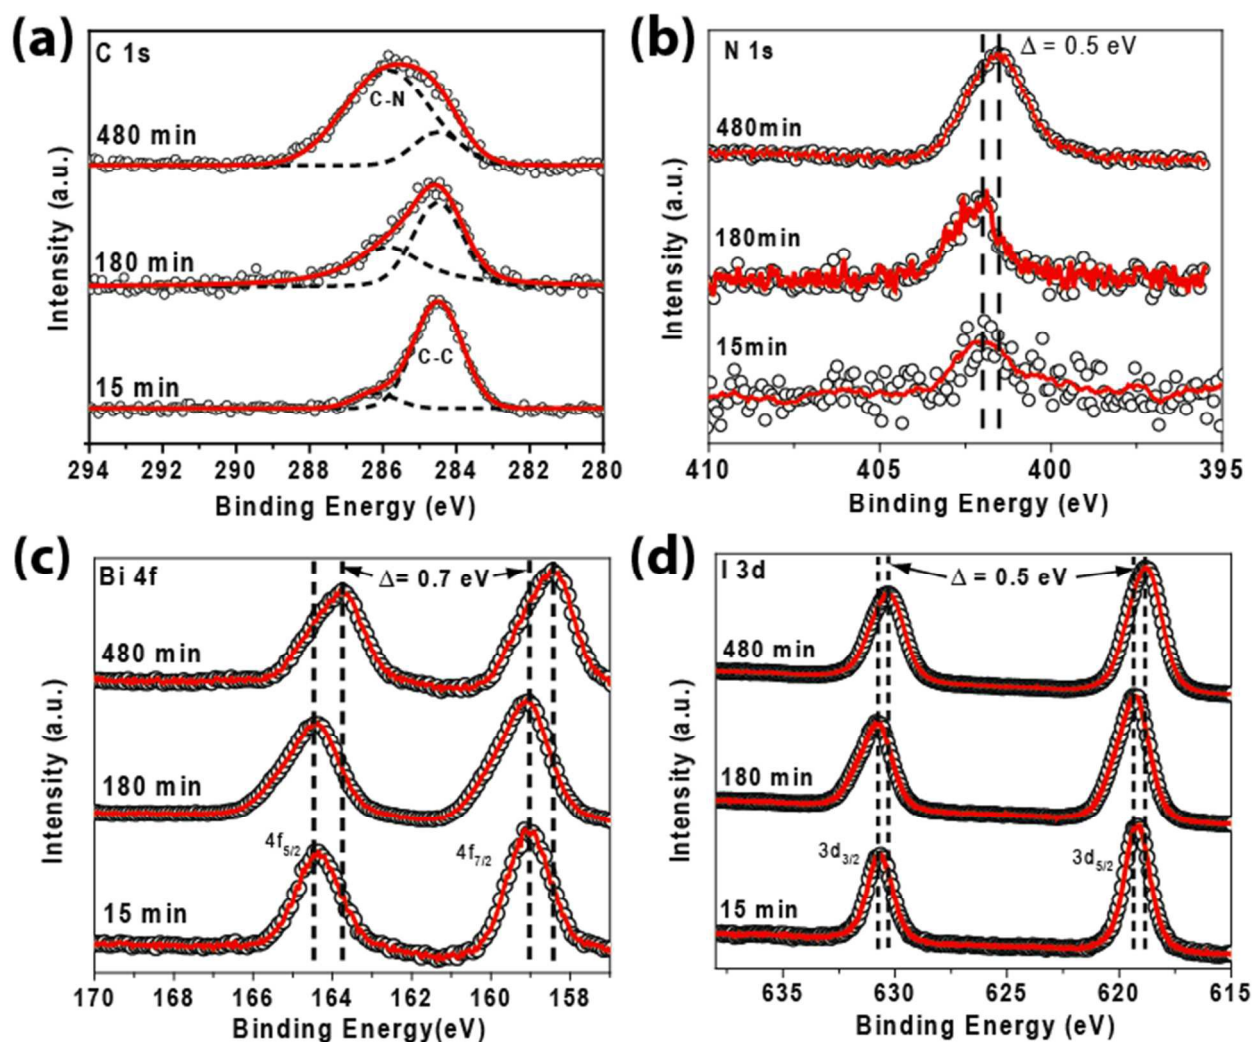 (a)
C 1s
480 min
C-N
180 min
15 min
C-C
Intensity (a.u.)
294 292 290 288 286 284 282 280
Binding Energy (eV)
(b)
N 1s
Δ = 0.5 eV
480min
180min
15min
Intensity (a.u.)
410 405 400 395
Binding Energy (eV)
(c)
Bi 4f
Δ= 0.7 eV
480 min
180 min
4f5/2
4f7/2
15 min
Intensity (a.u.)
170 168 166 164 162 160 158
Binding Energy(eV)
(d)
I 3d
Δ = 0.5 eV
480 min
180 min
3d3/2
3d5/2
15 min
Intensity (a.u.)
635 630 625 620 615
Binding Energy (eV)